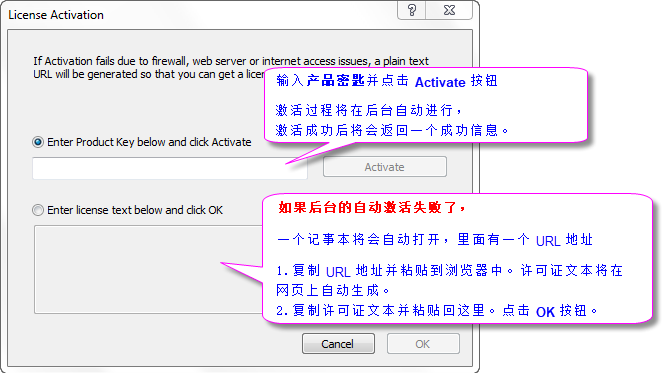 License Activation
If Activation fails due to firewall, web server or internet access issues, a plain text
URL will be generated so that you can get a
输入产品密匙并点击 Activate 按钮
激活过程将在后台自动进行，
激活成功后将会返回一个成功信息。
Enter Product Key below and click Activate
Activate
Enter license text below and click OK
如果后台的自动激活失败了，
一个记事本将会自动打开，里面有一个 URL 地址
1.复制 URL 地址并粘贴到浏览器中。许可证文本将在
网页上自动生成。
2.复制许可证文本并粘贴回这里。点击 OK 按钮。
Cancel
OK